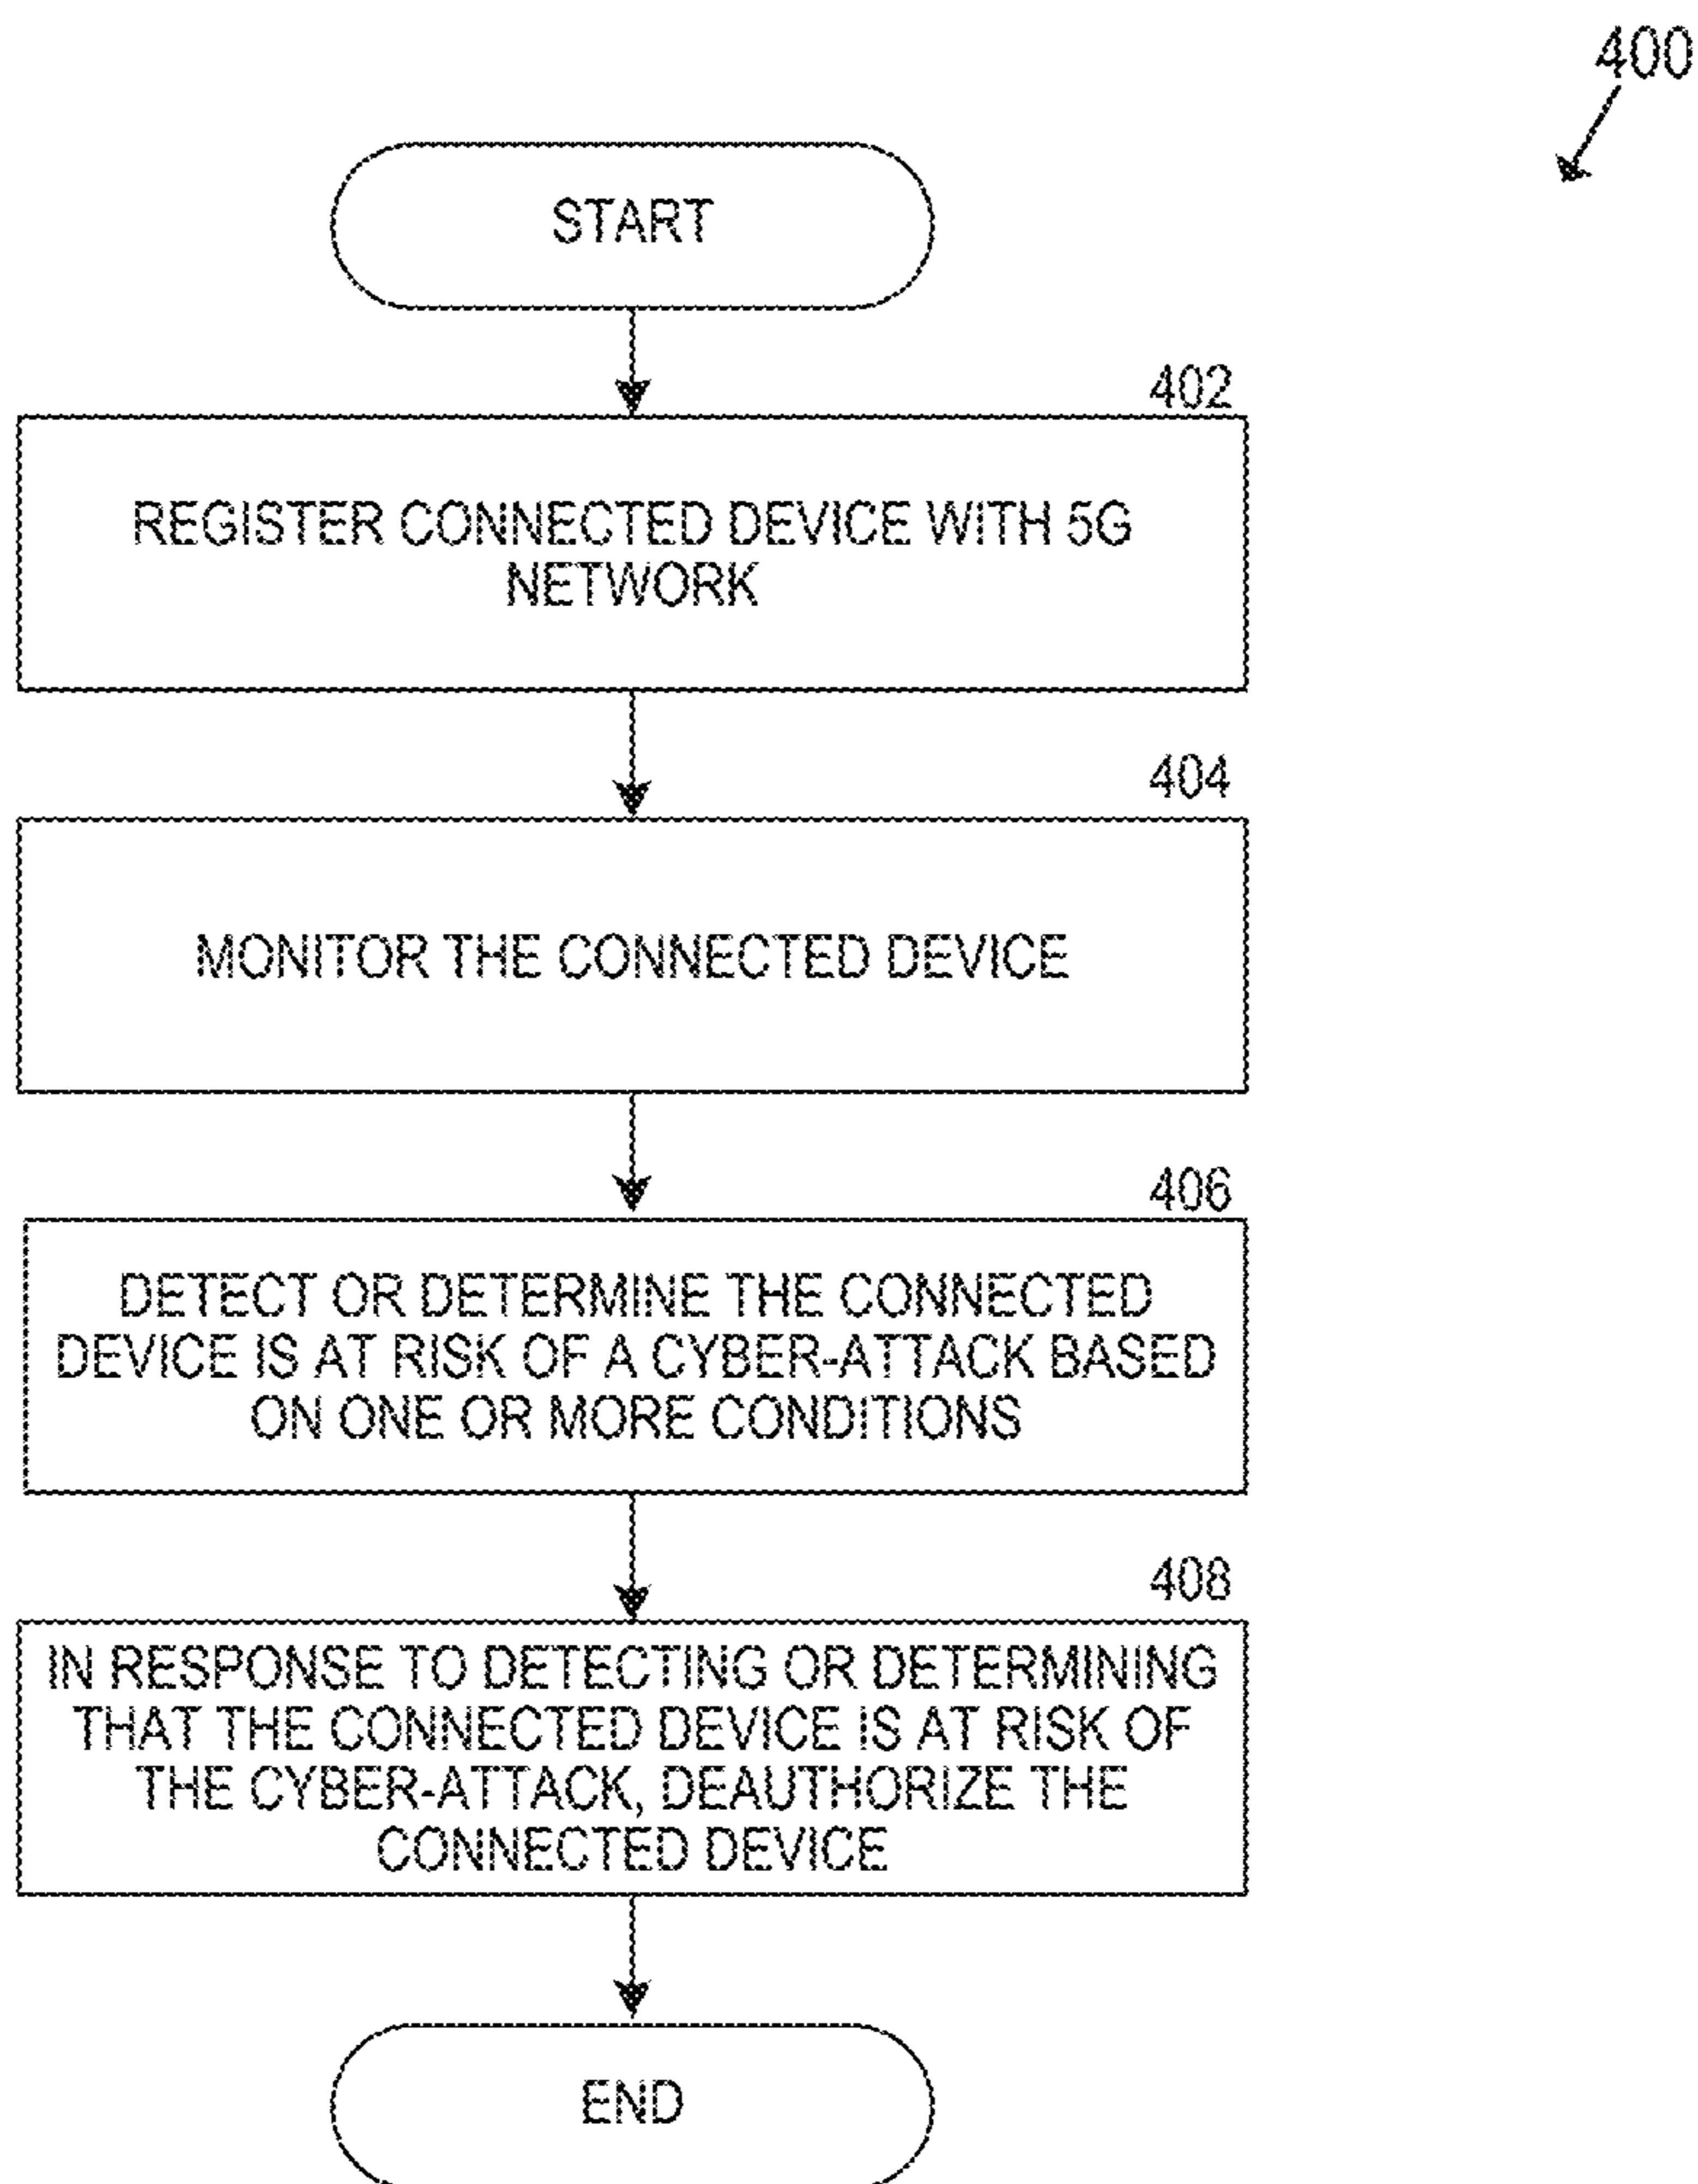 400
START
402
REGISTER CONNECTED DEVICE WITH 5G
NETWORK
404
MONITOR THE CONNECTED DEVICE
406
DETECT OR DETERMINE THE CONNECTED
DEVICE IS AT RISK OF A CYBER-ATTACK BASED
ON ONE OR MORE CONDITIONS
408
IN RESPONSE TO DETECTING OR DETERMINING
THAT THE CONNECTED DEVICE IS AT RISK OF
THE CYBER-ATTACK, DEAUTHORIZE THE
CONNECTED DEVICE
END